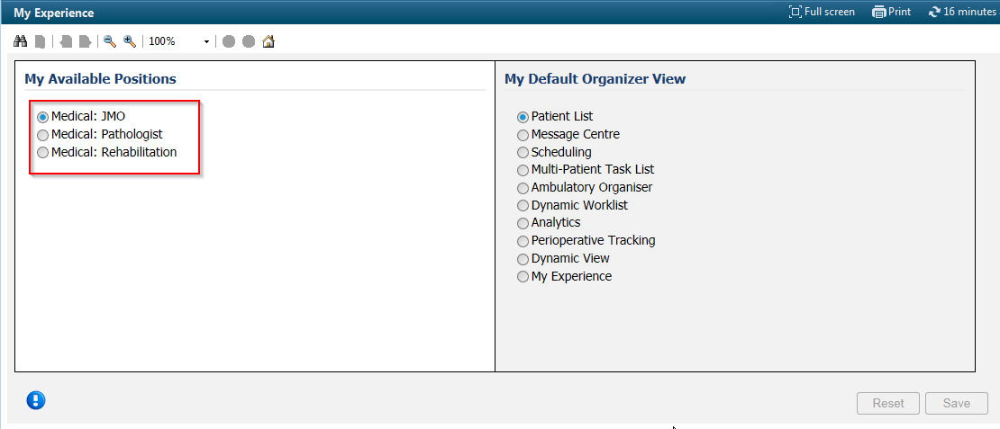 My Experience
Full screen
Print
16 minutes
100%
My Available Positions
Medical: JMO
Medical: Pathologist
Medical: Rehabilitation
My Default Organizer View
Patient List
Message Centre
Scheduling
Multi-Patient Task List
Ambulatory Organiser
Dynamic Worklist
Analytics
Perioperative Tracking
Dynamic View
My Experience
Reset
Save